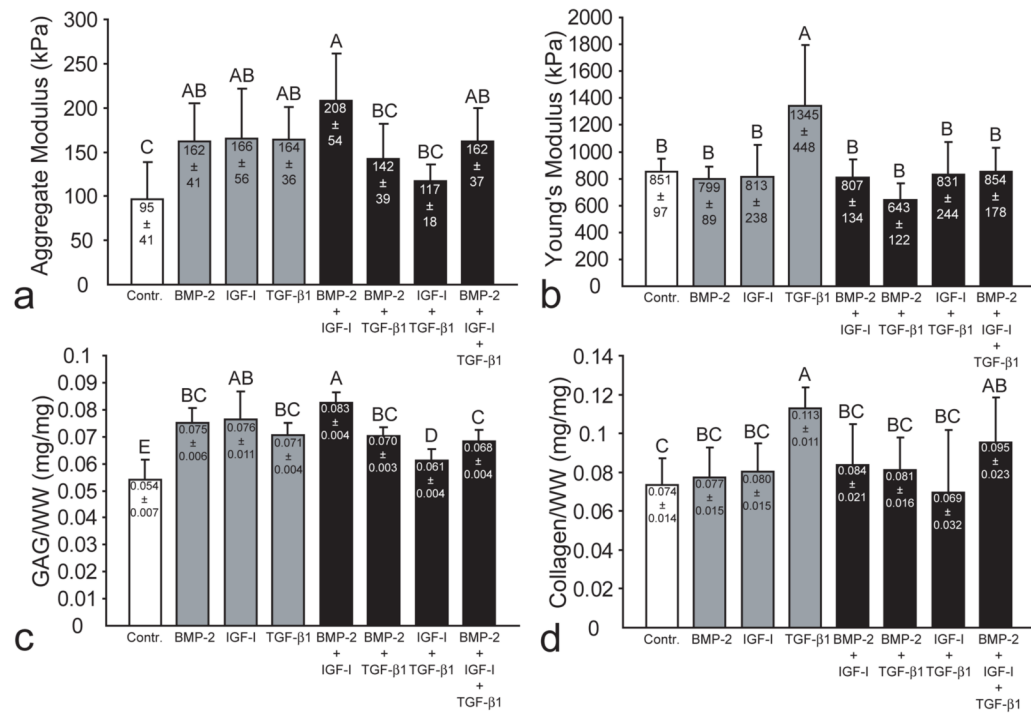 a
Aggregate Modulus (kPa)
300
250
200
150
100
50
0
C
AB
AB
AB
A
BC
BC
AB
95
±
41
162
±
41
166
±
56
164
±
36
208
±
54
142
±
39
117
±
18
162
±
37
Contr.
BMP-2
IGF-I
TGF-β1
BMP-2
+
IGF-I
BMP-2
+
TGF-β1
IGF-I
+
TGF-β1
BMP-2
+
IGF-I
+
TGF-β1
b
Young's Modulus (kPa)
2000
1800
1600
1400
1200
1000
800
600
400
200
0
B
B
B
A
B
B
B
B
851
±
97
799
±
89
813
±
238
1345
±
448
807
±
134
643
±
122
831
±
244
854
±
178
Contr.
BMP-2
IGF-I
TGF-β1
BMP-2
+
IGF-I
BMP-2
+
TGF-β1
IGF-I
+
TGF-β1
BMP-2
+
IGF-I
+
TGF-β1
c
GAG/WW (mg/mg)
0.1
0.09
0.08
0.07
0.06
0.05
0.04
0.03
0.02
0.01
0
E
BC
AB
BC
A
BC
D
C
0.054
±
0.007
0.075
±
0.006
0.076
±
0.011
0.071
±
0.004
0.083
±
0.004
0.070
±
0.003
0.061
±
0.004
0.068
±
0.004
Contr.
BMP-2
IGF-I
TGF-β1
BMP-2
+
IGF-I
BMP-2
+
TGF-β1
IGF-I
+
TGF-β1
BMP-2
+
IGF-I
+
TGF-β1
d
Collagen/WW (mg/mg)
0.14
0.12
0.1
0.08
0.06
0.04
0.02
0
C
BC
BC
A
BC
BC
BC
AB
0.074
±
0.014
0.077
±
0.015
0.080
±
0.015
0.113
±
0.011
0.084
±
0.021
0.081
±
0.016
0.069
±
0.032
0.095
±
0.023
Contr.
BMP-2
IGF-I
TGF-β1
BMP-2
+
IGF-I
BMP-2
+
TGF-β1
IGF-I
+
TGF-β1
BMP-2
+
IGF-I
+
TGF-β1